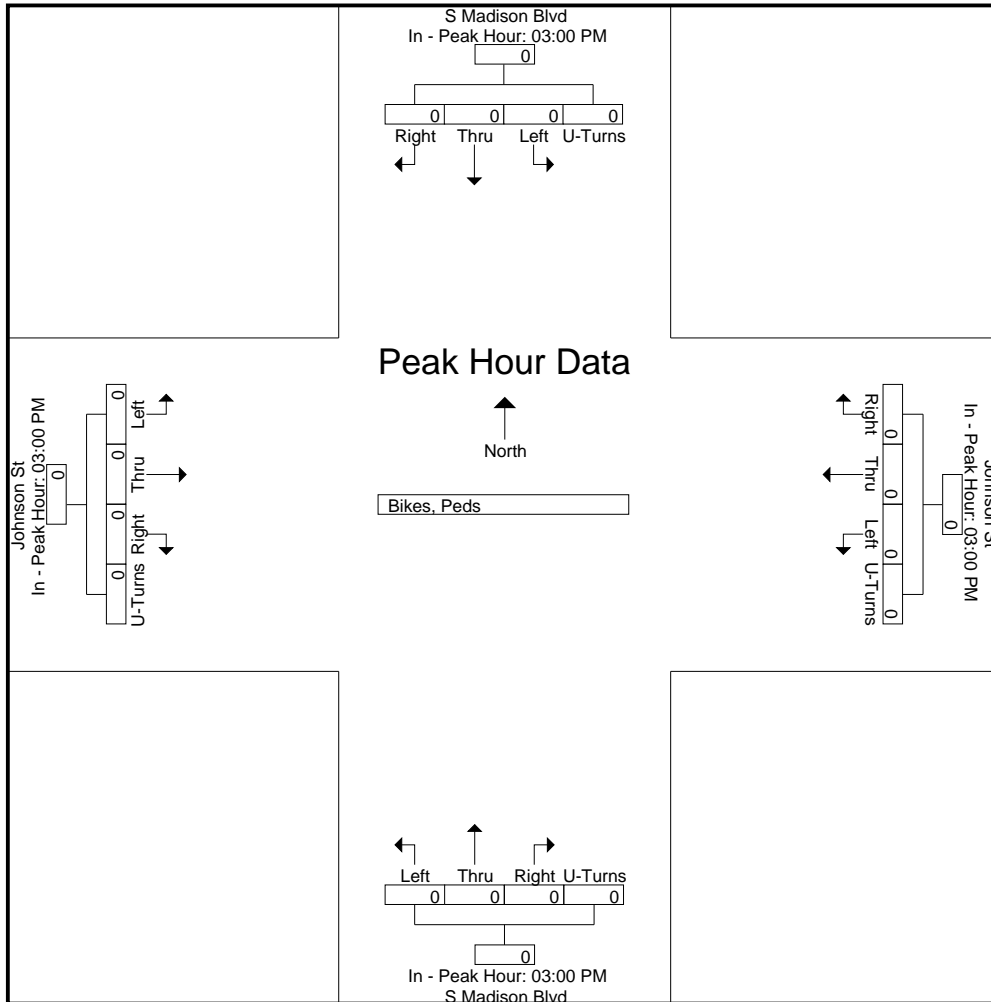 S Madison Blvd
In - Peak Hour: 03:00 PM
0
0 0 0 0
Right Thru Left U-Turns
Peak Hour Data
North
Bikes, Peds
Johnson St
In - Peak Hour: 03:00 PM
0
0 0 0 0
Left Thru Right U-Turns
Johnson St
In - Peak Hour: 03:00 PM
0
0 0 0 0
Right Thru Left U-Turns
Left Thru Right U-Turns
0 0 0 0
0
In - Peak Hour: 03:00 PM
S Madison Blvd